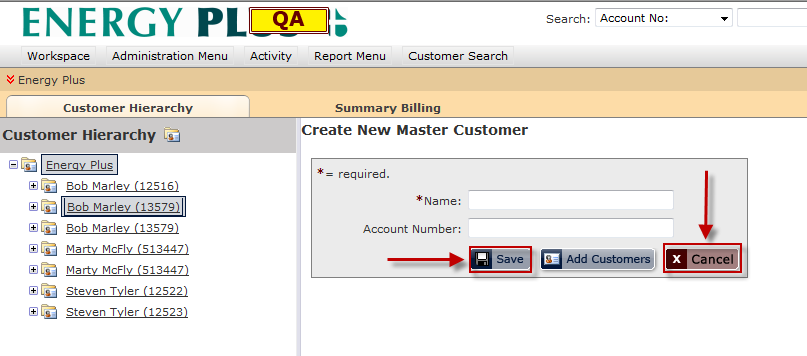 ENERGY PL QA
Search: Account No:
Workspace Administration Menu Activity Report Menu Customer Search
Energy Plus
Customer Hierarchy Summary Billing
Customer Hierarchy
Energy Plus
Bob Marley (12516)
Bob Marley (13579)
Bob Marley (13579)
Marty McFly (513447)
Marty McFly (513447)
Steven Tyler (12522)
Steven Tyler (12523)
Create New Master Customer
*= required.
*Name:
Account Number:
Save Add Customers X Cancel